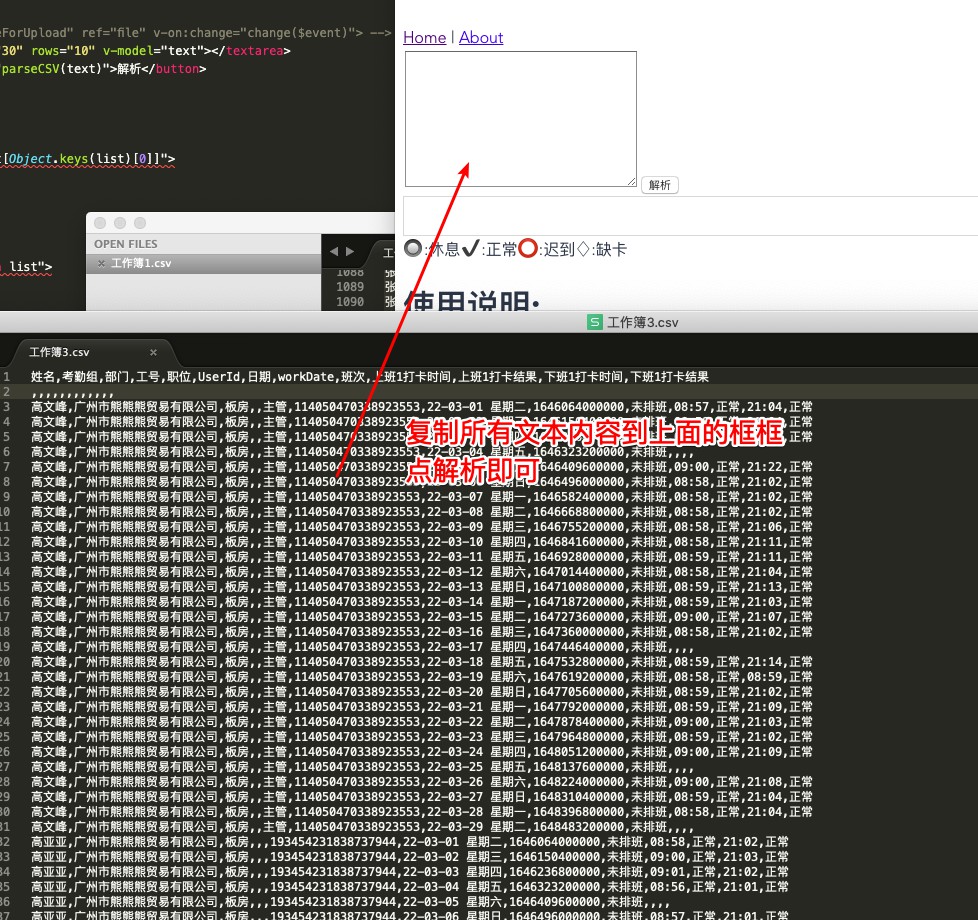 eForUpload" ref="file" v-on:change="change($event)"> -->
"30" rows="10" v-model="text"></textarea>
parseCSV(text)">解析</button>
[Object.keys(list)[0]]">
list">
Home | About
解析
:休息 :正常 :迟到 :缺卡
使用说明:
OPEN FILES
× 工作簿1.csv
工
1088 张
1089 张
1090 张
S 工作簿3.csv
工作簿3.csv ×
1 姓名,考勤组,部门,工号,职位,UserId,日期,workDate,班次,上班1打卡时间,上班1打卡结果,下班1打卡时间,下班1打卡结果
2 ,,,,,,,,,,,,
3 高文峰,广州市熊熊熊贸易有限公司,板房,,主管,114050470338923553,22-03-01 星期二,1646064000000,未排班,08:57,正常,21:04,正常
4 高文峰,广州市熊熊熊贸易有限公司,板房,,主管,114050470338923553,
5 高文峰,广州市熊熊熊贸易有限公司,板房,,主管,114050470338923553,
复制所有文本内容到上面的框框
6 高文峰,广州市熊熊熊贸易有限公司,板房,,主管,114050470338923553,22-03-04 星期五,1646323200000,未排班,,,,
7 高文峰,广州市熊熊熊贸易有限公司,板房,,主管,114050470338923553, 1646409600000,未排班,09:00,正常,21:22,正常
点解析即可
8 高文峰,广州市熊熊熊贸易有限公司,板房,,主管,114050470338923553, 1646496000000,未排班,08:58,正常,21:02,正常
9 高文峰,广州市熊熊熊贸易有限公司,板房,,主管,114050470338923553,22-03-07 星期一,1646582400000,未排班,08:58,正常,21:02,正常
10 高文峰,广州市熊熊熊贸易有限公司,板房,,主管,114050470338923553,22-03-08 星期二,1646668800000,未排班,08:58,正常,21:02,正常
11 高文峰,广州市熊熊熊贸易有限公司,板房,,主管,114050470338923553,22-03-09 星期三,1646755200000,未排班,08:58,正常,21:06,正常
12 高文峰,广州市熊熊熊贸易有限公司,板房,,主管,114050470338923553,22-03-10 星期四,1646841600000,未排班,08:58,正常,21:11,正常
13 高文峰,广州市熊熊熊贸易有限公司,板房,,主管,114050470338923553,22-03-11 星期五,1646928000000,未排班,08:59,正常,21:11,正常
14 高文峰,广州市熊熊熊贸易有限公司,板房,,主管,114050470338923553,22-03-12 星期六,1647014400000,未排班,08:58,正常,21:04,正常
15 高文峰,广州市熊熊熊贸易有限公司,板房,,主管,114050470338923553,22-03-13 星期日,1647100800000,未排班,08:59,正常,21:13,正常
16 高文峰,广州市熊熊熊贸易有限公司,板房,,主管,114050470338923553,22-03-14 星期一,1647187200000,未排班,08:59,正常,21:03,正常
17 高文峰,广州市熊熊熊贸易有限公司,板房,,主管,114050470338923553,22-03-15 星期二,1647273600000,未排班,09:00,正常,21:07,正常
18 高文峰,广州市熊熊熊贸易有限公司,板房,,主管,114050470338923553,22-03-16 星期三,1647360000000,未排班,08:58,正常,21:02,正常
19 高文峰,广州市熊熊熊贸易有限公司,板房,,主管,114050470338923553,22-03-17 星期四,1647446400000,未排班,,,,
20 高文峰,广州市熊熊熊贸易有限公司,板房,,主管,114050470338923553,22-03-18 星期五,1647532800000,未排班,08:59,正常,21:14,正常
21 高文峰,广州市熊熊熊贸易有限公司,板房,,主管,114050470338923553,22-03-19 星期六,1647619200000,未排班,08:58,正常,08:59,正常
22 高文峰,广州市熊熊熊贸易有限公司,板房,,主管,114050470338923553,22-03-20 星期日,1647705600000,未排班,08:59,正常,21:02,正常
23 高文峰,广州市熊熊熊贸易有限公司,板房,,主管,114050470338923553,22-03-21 星期一,1647792000000,未排班,08:59,正常,21:09,正常
24 高文峰,广州市熊熊熊贸易有限公司,板房,,主管,114050470338923553,22-03-22 星期二,1647878400000,未排班,09:00,正常,21:03,正常
25 高文峰,广州市熊熊熊贸易有限公司,板房,,主管,114050470338923553,22-03-23 星期三,1647964800000,未排班,08:59,正常,21:02,正常
26 高文峰,广州市熊熊熊贸易有限公司,板房,,主管,114050470338923553,22-03-24 星期四,1648051200000,未排班,09:00,正常,21:09,正常
27 高文峰,广州市熊熊熊贸易有限公司,板房,,主管,114050470338923553,22-03-25 星期五,1648137600000,未排班,,,,
28 高文峰,广州市熊熊熊贸易有限公司,板房,,主管,114050470338923553,22-03-26 星期六,1648224000000,未排班,09:00,正常,21:08,正常
29 高文峰,广州市熊熊熊贸易有限公司,板房,,主管,114050470338923553,22-03-27 星期日,1648310400000,未排班,08:59,正常,21:04,正常
30 高文峰,广州市熊熊熊贸易有限公司,板房,,主管,114050470338923553,22-03-28 星期一,1648396800000,未排班,08:58,正常,21:04,正常
31 高文峰,广州市熊熊熊贸易有限公司,板房,,主管,114050470338923553,22-03-29 星期二,1648483200000,未排班,,,,
32 高亚亚,广州市熊熊熊贸易有限公司,板房,,,193454231838737944,22-03-01 星期二,1646064000000,未排班,08:58,正常,21:02,正常
33 高亚亚,广州市熊熊熊贸易有限公司,板房,,,193454231838737944,22-03-02 星期三,1646150400000,未排班,09:00,正常,21:03,正常
34 高亚亚,广州市熊熊熊贸易有限公司,板房,,,193454231838737944,22-03-03 星期四,1646236800000,未排班,09:01,正常,21:02,正常
35 高亚亚,广州市熊熊熊贸易有限公司,板房,,,193454231838737944,22-03-04 星期五,1646323200000,未排班,08:56,正常,21:01,正常
36 高亚亚,广州市熊熊熊贸易有限公司,板房,,,193454231838737944,22-03-05 星期六,1646409600000,未排班,,,,
37 高亚亚,广州市熊熊熊贸易有限公司,板房,,,193454231838737944,22-03-06 星期日,1646496000000,未排班,08:57,正常,21:01,正常